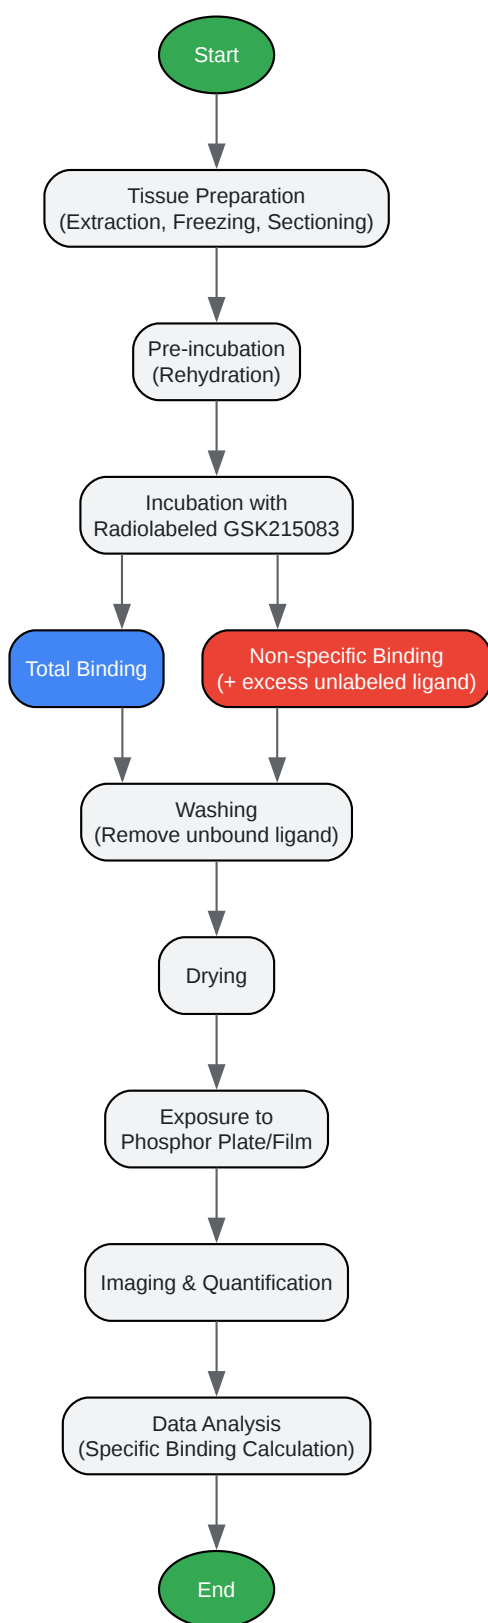 Start
Tissue Preparation
(Extraction, Freezing, Sectioning)
Pre-incubation
(Rehydration)
Incubation with
Radiolabeled GSK215083
Total Binding
Non-specific Binding
(+ excess unlabeled ligand)
Washing
(Remove unbound ligand)
Drying
Exposure to
Phosphor Plate/Film
Imaging & Quantification
Data Analysis
(Specific Binding Calculation)
End